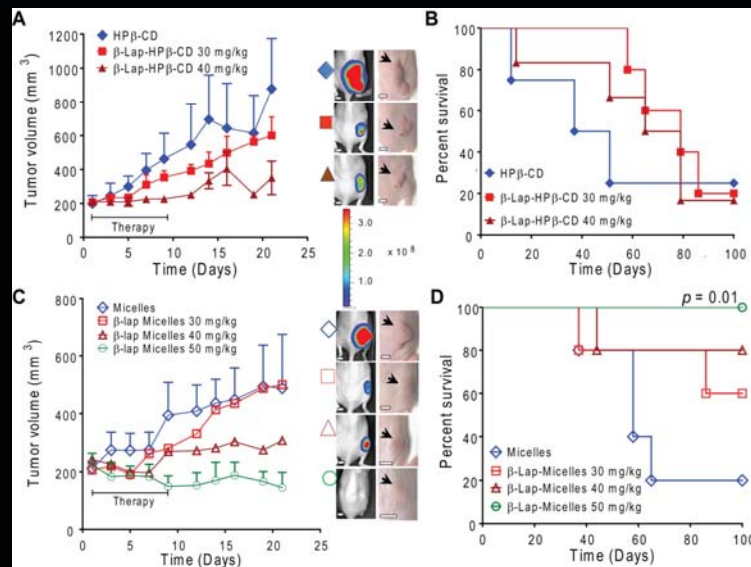 A
HPβ-CD
β-Lap-HPβ-CD 30 mg/kg
β-Lap-HPβ-CD 40 mg/kg
1200
1000
800
600
400
200
0
Tumor volume (mm 3)
Therapy
0 5 10 15 20 25
Time (Days)
3.0
2.0
1.0
x 10 8
B
100
80
60
40
20
0
Percent survival
HPβ-CD
β-Lap-HPβ-CD 30 mg/kg
β-Lap-HPβ-CD 40 mg/kg
0 20 40 60 80 100
Time (Days)
C
Micelles
β-lap Micelles 30 mg/kg
β-lap Micelles 40 mg/kg
β-lap Micelles 50 mg/kg
800
600
400
200
0
Tumor volume (mm 3)
Therapy
0 5 10 15 20 25
Time (Days)
D
p = 0.01
100
80
60
40
20
0
Percent survival
Micelles
β-Lap-Micelles 30 mg/kg
β-Lap-Micelles 40 mg/kg
β-Lap-Micelles 50 mg/kg
0 20 40 60 80 100
Time (Days)